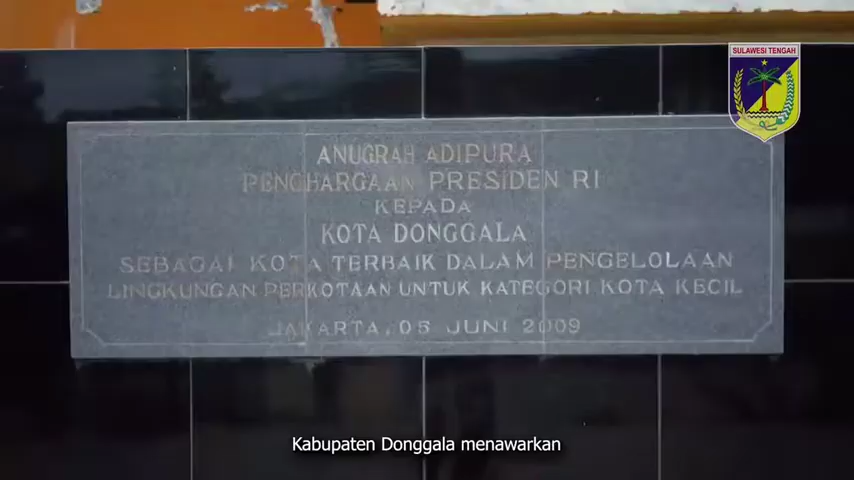 SULAWESI TENGAH
ANUGRAH ADIPURA
PENGHARGAAN PRESIDEN RI
KEPADA
KOTA DONGGALA
SEBAGAI KOTA TERBAIK DALAM PENGELOLAAN
LINGKUNGAN PERKOTAAN UNTUK KATEGORI KOTA KECIL
JAKARTA, 05 JUNI 2009
Kabupaten Donggala menawarkan